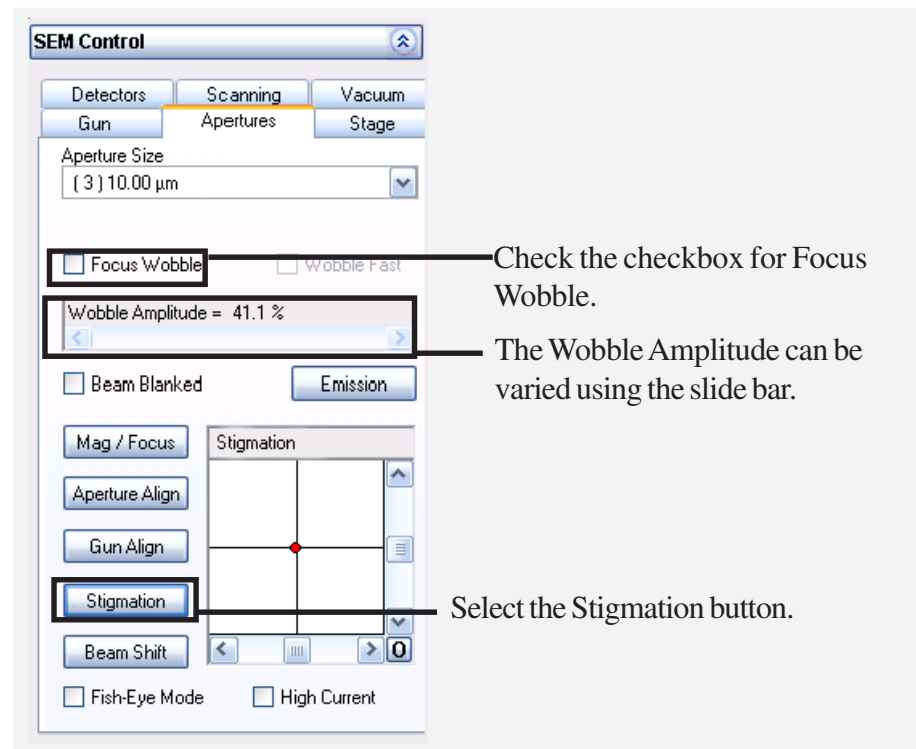 SEM Control
Detectors Scanning Vacuum
Gun Apertures Stage
Aperture Size
( 3 ) 10.00 µm
Focus Wobble Wobble Fast
Check the checkbox for Focus
Wobble.
Wobble Amplitude = 41.1 %
The Wobble Amplitude can be
varied using the slide bar.
Beam Blanked Emission
Mag / Focus Stigmation
Aperture Align
Gun Align
Stigmation
Select the Stigmation button.
Beam Shift 0
Fish-Eye Mode High Current